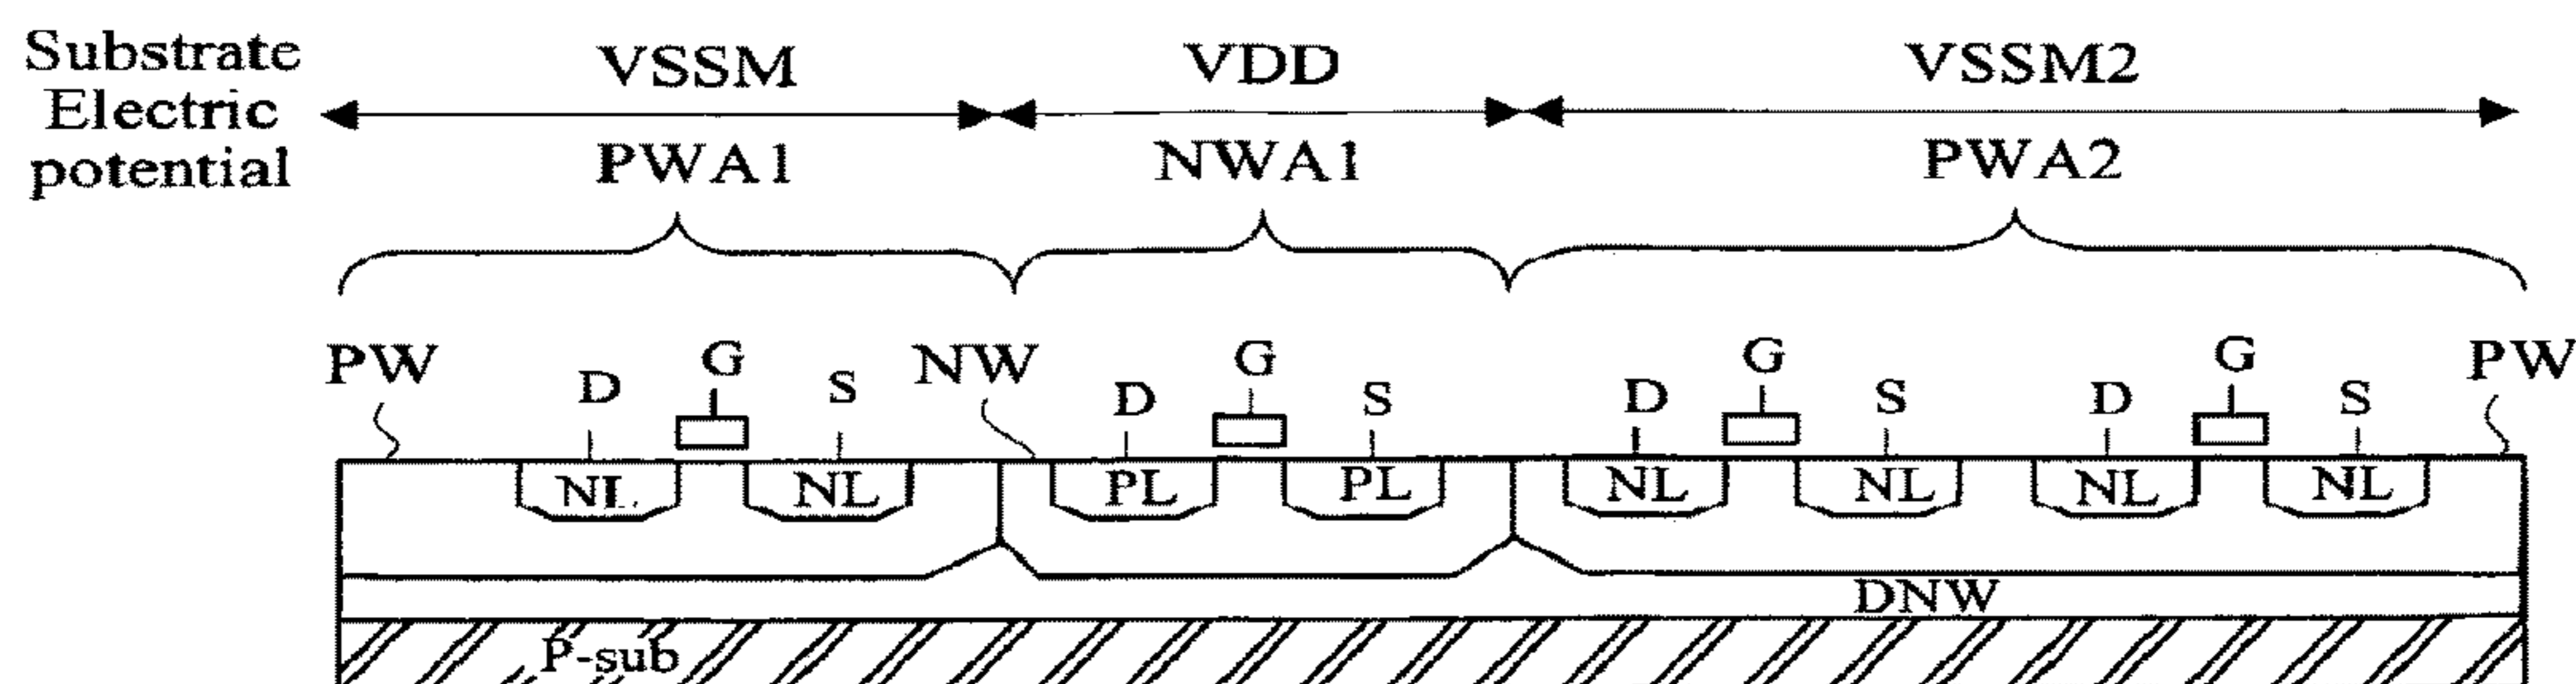 Substrate
Electric
potential
VSSM VDD VSSM2
PWA1 NWA1 PWA2
PW D G S NW D G S D G S D G S PW
NL NL PL PL NL NL NL NL
DNW
P-sub